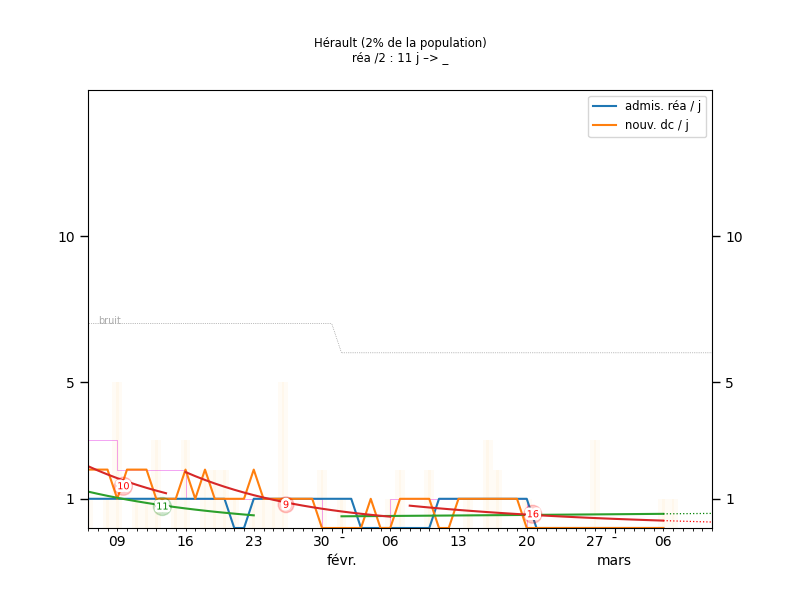 Hérault (2% de la population)
réa /2 : 11 j –> _
admis. réa / j
nouv. dc / j
10 10
bruit
5 5
10
11
9
16
1 1
09 16 23 30 - 06 13 20 27 - 06
févr. mars